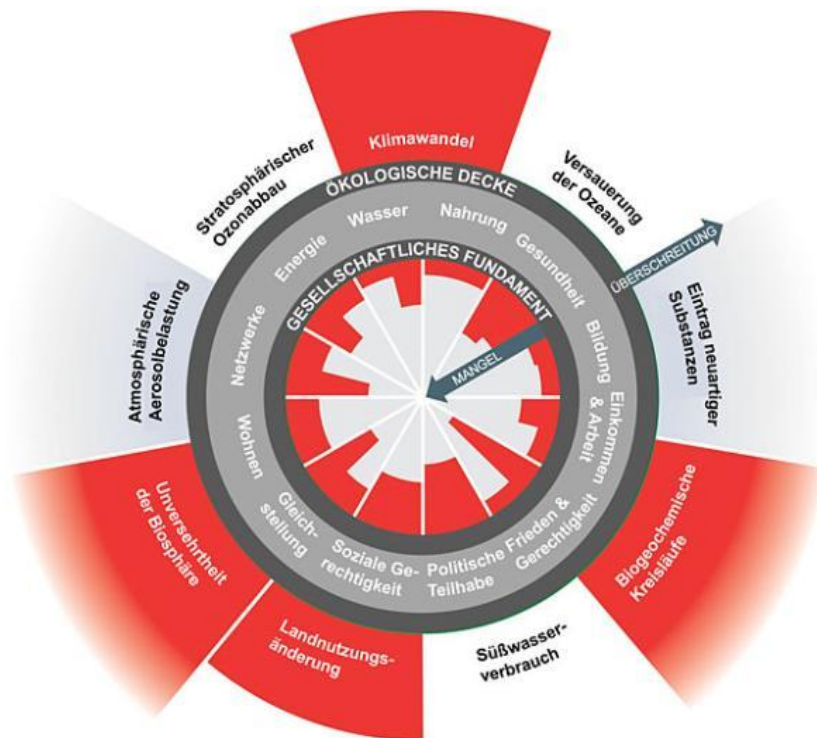 Klimawandel
ÖKOLOGISCHE DECKE
Stratosphärischer
Ozonabbau
Versauerung
der Ozeane
ÜBERSCHREITUNG
Eintrag neuartiger
Substanzen
Biogeochemische
Kreisläufe
Süßwasser-
verbrauch
Landnutzungs-
änderung
Unversehrtheit
der Biosphäre
Atmosphärische
Aerosolbelastung
Wasser
Nahrung
Gesundheit
Bildung
Einkommen
& Arbeit
Frieden &
Gerechtigkeit
Politische
Teilhabe
Soziale Ge-
rechtigkeit
Gleich-
stellung
Wohnen
Netzwerke
Energie
GESELLSCHAFTLICHES FUNDAMENT
MANGEL